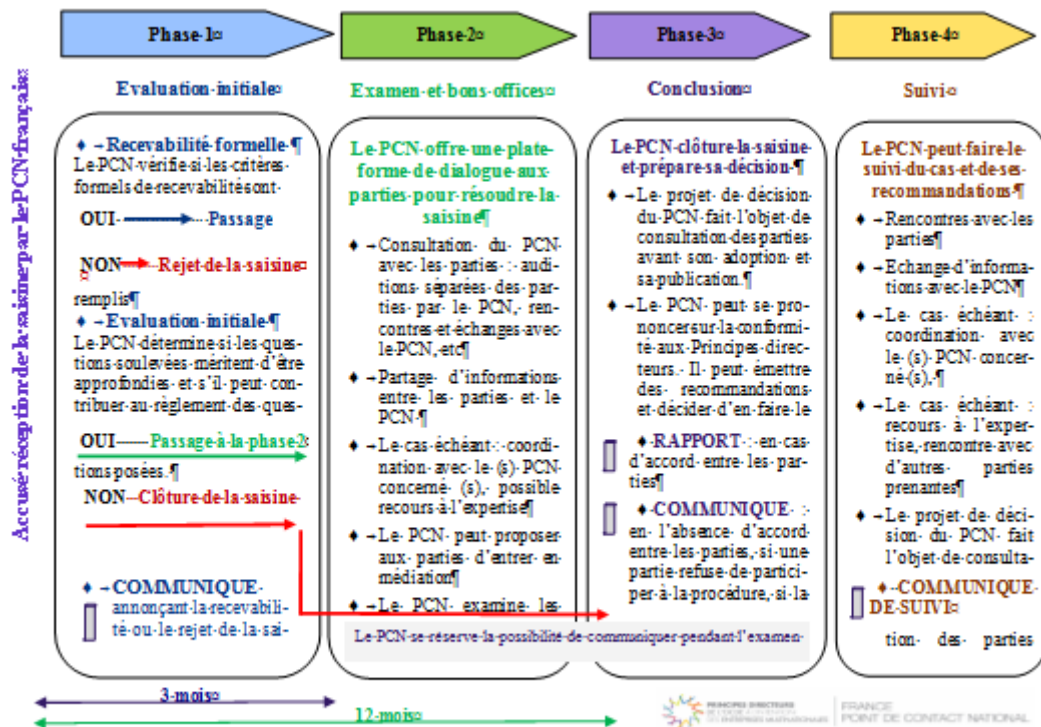 Phase·1¤
Phase·2¤
Phase·3¤
Phase·4¤
Accusé réception·de·la·saisine·par·le·PCN·français¤
Evaluation·initiale¤
♦→Recevabilité·formelle·¶
Le·PCN·vérifie·si·les·critères·
formels·de·recevabilité·sont·
OUI·
Passage
NON
Rejet·de·la·saisine¤
¤
remplis¶
♦→Evaluation·initiale·¶
Le·PCN·détermine·si·les·ques-
tions·soulevées·méritent·d'être·
approfondies·et·s'il·peut·con-
tribuer·au·règlement·des·ques-
OUI
Passage·à·la·phase·2¤
tions·posées.¶
NON
Clôture·de·la·saisine·
♦→COMMUNIQUE·
annonçant·la·recevabili-
té·ou·le·rejet·de·la·sai-
Examen·et·bons·offices¤
Le·PCN·offre·une·plate-
forme·de·dialogue·aux·
parties·pour·résoudre·la·
saisine¶
♦→Consultation·du·PCN·
avec·les·parties·:·audi-
tions·séparées·des·par-
ties·par·le·PCN,·ren-
contres·et·échanges·avec·
le·PCN,·etc¶
♦→Partage·d'informations·
entre·les·parties·et·le·
PCN·¶
♦→Le·cas·échéant·:·coordi-
nation·avec·le·(s)·PCN·
concerné·(s),·possible·
recours·à·l'expertise¶
♦→Le·PCN·peut·proposer·
aux·parties·d'entrer·en·
médiation¶
♦→Le·PCN·examine·les·
Conclusion¤
Le·PCN·clôture·la·saisine·
et·prépare·sa·décision·¶
♦→Le·projet·de·décision·
du·PCN·fait·l'objet·de·
consultation·des·parties·
avant·son·adoption·et·
sa·publication.¶
♦→Le·PCN·peut·se·pro-
noncer·sur·la·conformi-
té·aux·Principes·direc-
teurs.·Il·peut·émettre·
des·recommandations·
et·décider·d'en·faire·le·
♦·RAPPORT·:·en·cas·
d'accord·entre·les·par-
ties¶
♦·COMMUNIQUE·:·
en·l'absence·d'accord·
entre·les·parties,·si·une·
partie·refuse·de·partici-
per·à·la·procédure,·si·la·
Suivi·¤
Le·PCN·peut·faire·le·
suivi·du·cas·et·de·ses·
recommandations·¶
♦→Rencontres·avec·les·
parties¶
♦→Echange·d'informa-
tions·avec·le·PCN¶
♦→Le·cas·échéant·:·
coordination·avec·
le·(s)·PCN·concer-
né·(s).·¶
♦→Le·cas·échéant·:·
recours·à·l'exper-
tise,·rencontre·avec·
d'autres·parties·
prenantes¶
♦→Le·projet·de·déci-
sion·du·PCN·fait·
l'objet·de·consulta-
♦·COMMUNIQUE·
DE·SUIVI¤
tion·des·parties
Le·PCN·se·réserve·la·possibilité·de·communiquer·pendant·l'examen·
3·mois¤
12·mois¤
PRINCIPES DIRECTEURS
ENTREPRISES MULTINATIONALES
FRANCE
POINT DE CONTACT NATIONAL